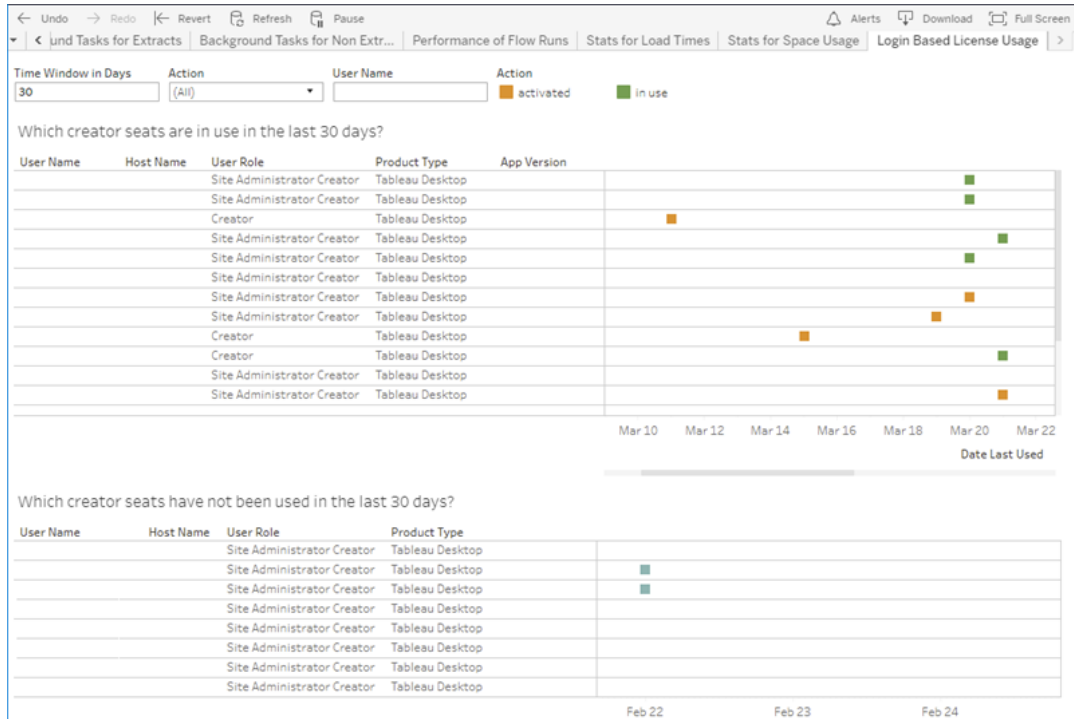 Undo Redo Revert Refresh Pause Alerts Download Full Screen
und Tasks for Extracts Background Tasks for Non Extr... Performance of Flow Runs Stats for Load Times Stats for Space Usage Login Based License Usage
Time Window in Days Action User Name Action
30 (All) activated in use
Which creator seats are in use in the last 30 days?
User Name Host Name User Role Product Type App Version
Site Administrator Creator Tableau Desktop
Site Administrator Creator Tableau Desktop
Creator Tableau Desktop
Site Administrator Creator Tableau Desktop
Site Administrator Creator Tableau Desktop
Site Administrator Creator Tableau Desktop
Site Administrator Creator Tableau Desktop
Site Administrator Creator Tableau Desktop
Creator Tableau Desktop
Creator Tableau Desktop
Site Administrator Creator Tableau Desktop
Site Administrator Creator Tableau Desktop
Mar 10 Mar 12 Mar 14 Mar 16 Mar 18 Mar 20 Mar 22
Date Last Used
Which creator seats have not been used in the last 30 days?
User Name Host Name User Role Product Type
Site Administrator Creator Tableau Desktop
Site Administrator Creator Tableau Desktop
Site Administrator Creator Tableau Desktop
Site Administrator Creator Tableau Desktop
Site Administrator Creator Tableau Desktop
Site Administrator Creator Tableau Desktop
Site Administrator Creator Tableau Desktop
Site Administrator Creator Tableau Desktop
Feb 22 Feb 23 Feb 24